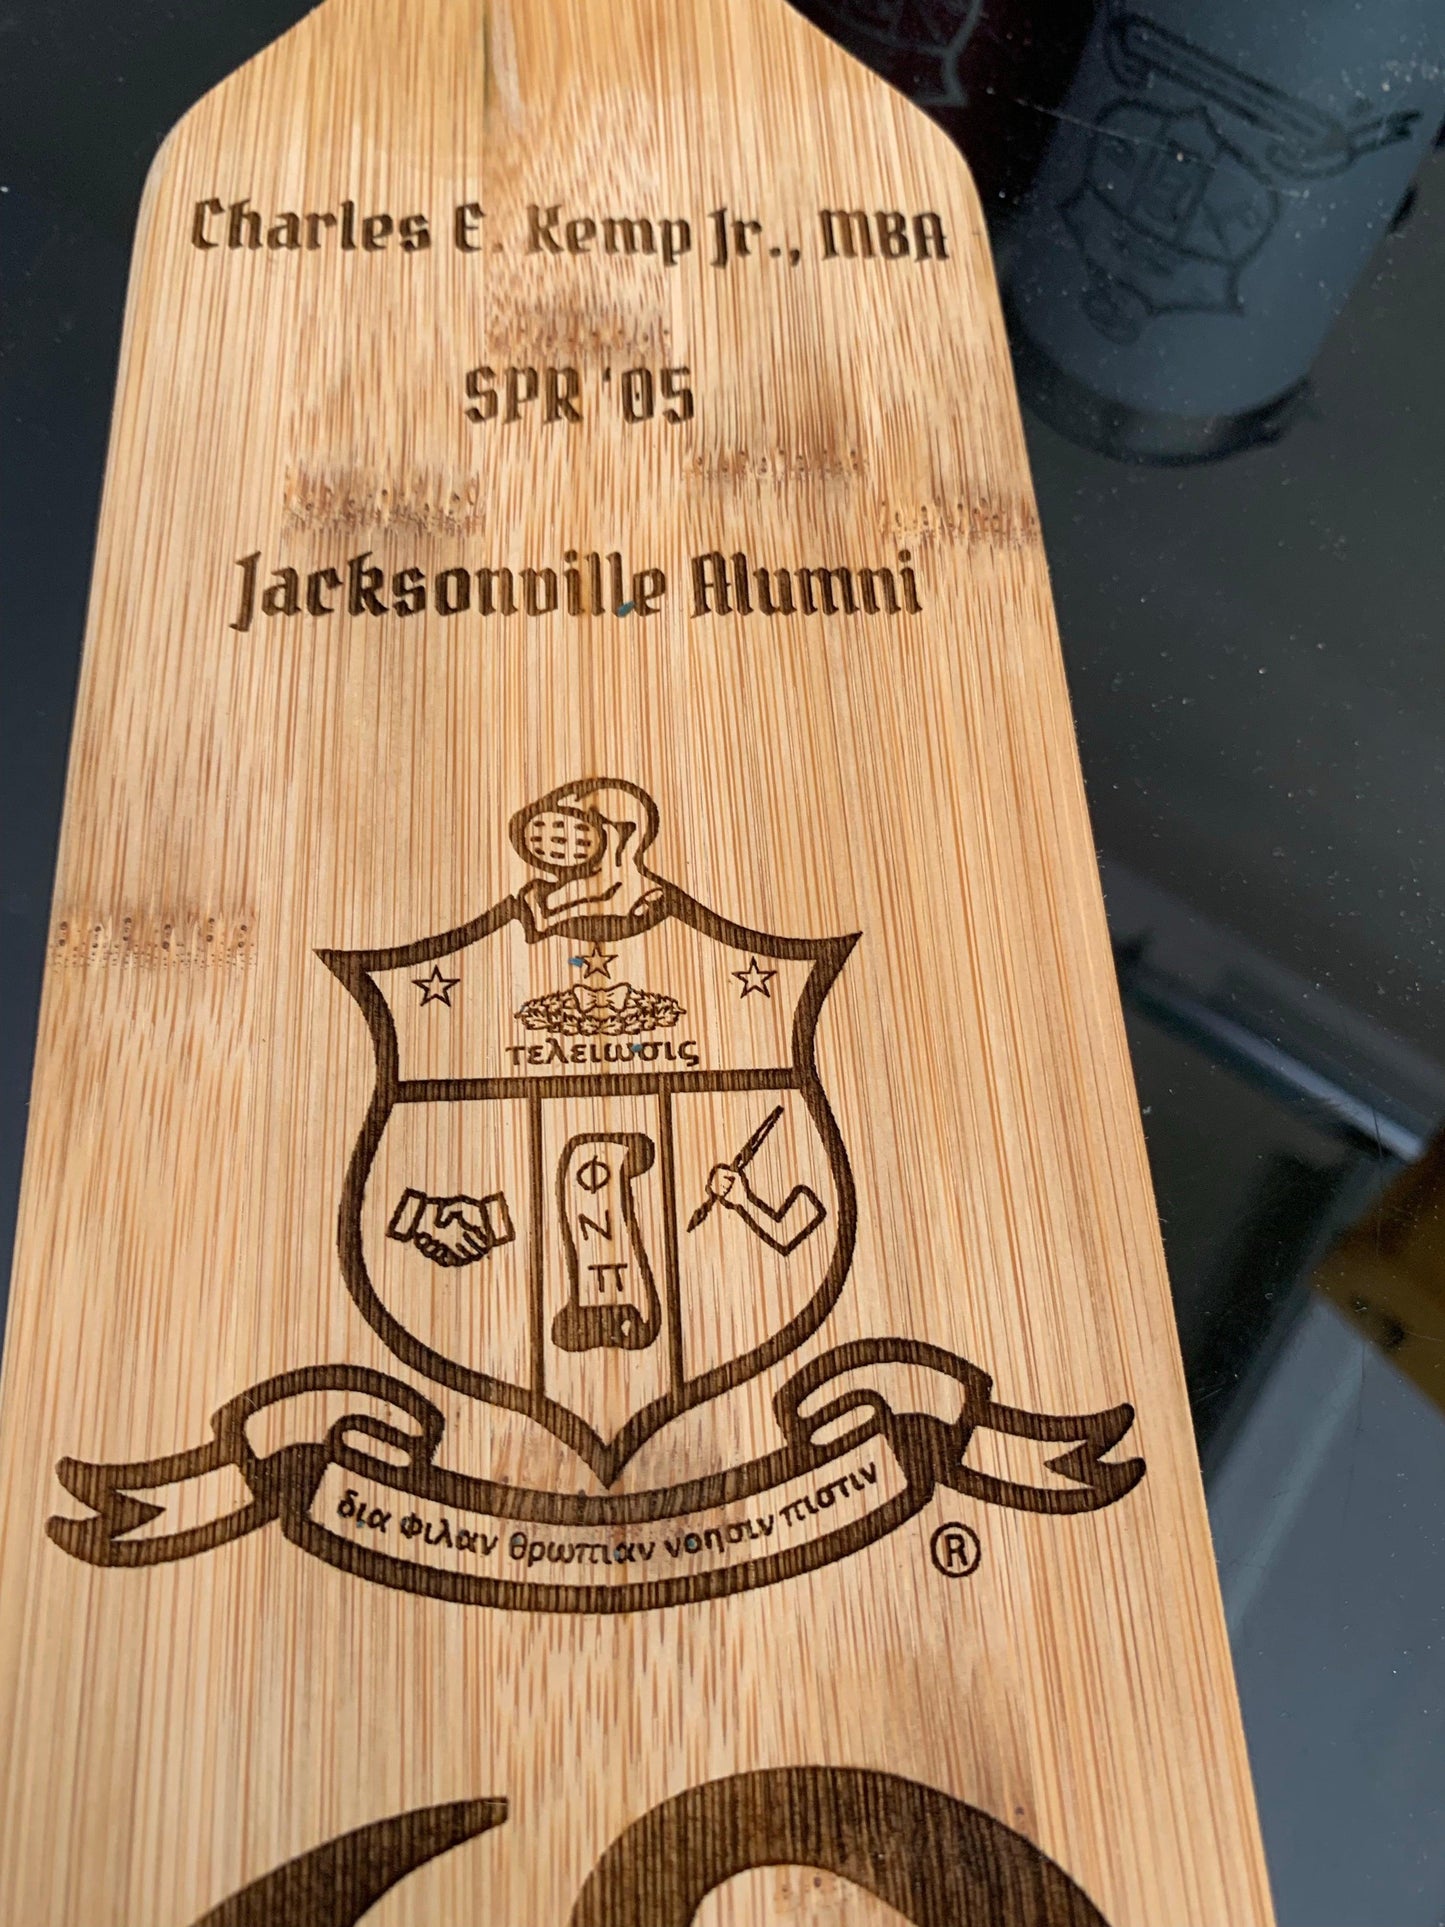 Charles E. Kemp Jr., MBA
SPR '05
Jacksonville Alumni
τελειωσις
Φ
Ν
π
δια Φιλαν θρωπιαν νοησιν πιστιν
®